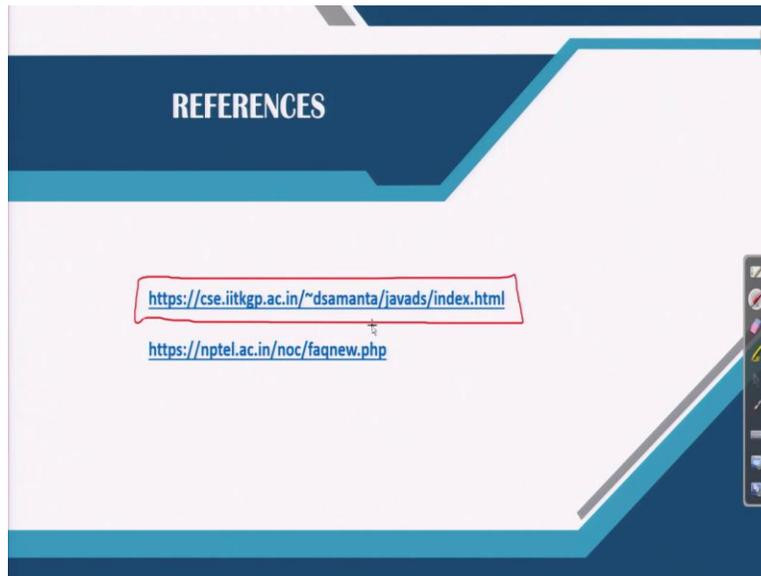 REFERENCES
https://cse.iitkgp.ac.in/~dsamanta/javads/index.html
https://nptel.ac.in/noc/faqnew.php